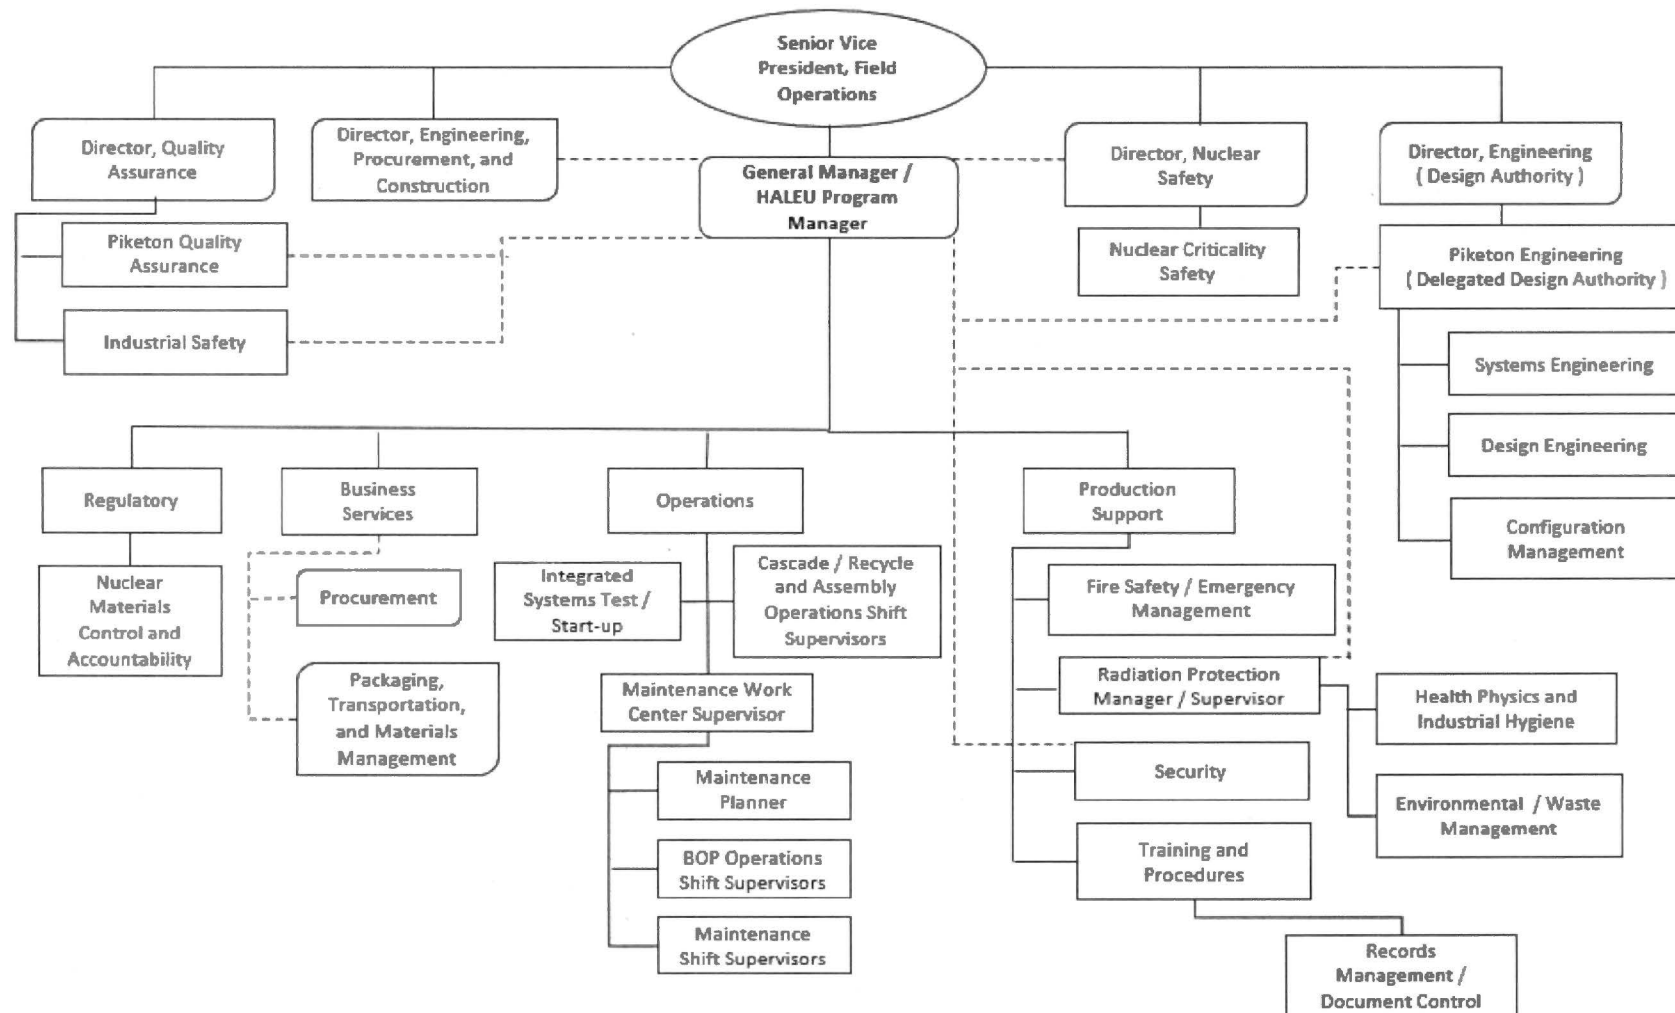 Senior Vice
President, Field
Operations
Director, Quality
Assurance
Director, Engineering,
Procurement, and
Construction
General Manager /
HALEU Program
Manager
Director, Nuclear
Safety
Director, Engineering
( Design Authority )
Piketon Quality
Assurance
Nuclear Criticality
Safety
Piketon Engineering
( Delegated Design Authority )
Industrial Safety
Systems Engineering
Design Engineering
Configuration
Management
Regulatory
Business
Services
Operations
Production
Support
Nuclear
Materials
Control and
Accountability
Procurement
Packaging,
Transportation,
and Materials
Management
Integrated
Systems Test /
Start-up
Cascade / Recycle
and Assembly
Operations Shift
Supervisors
Maintenance Work
Center Supervisor
Maintenance
Planner
BOP Operations
Shift Supervisors
Maintenance
Shift Supervisors
Fire Safety / Emergency
Management
Radiation Protection
Manager / Supervisor
Health Physics and
Industrial Hygiene
Security
Environmental / Waste
Management
Training and
Procedures
Records
Management /
Document Control